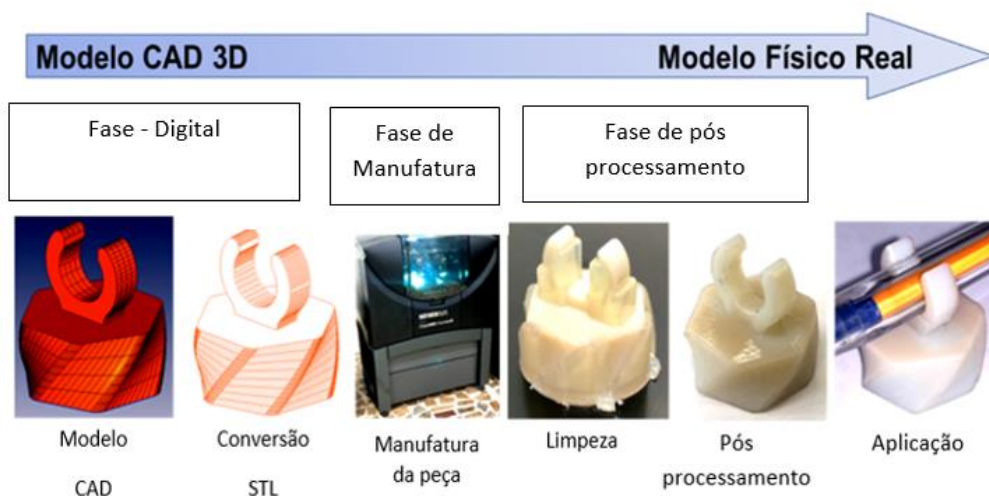 Modelo CAD 3D
Modelo Físico Real
Fase - Digital
Fase de
Manufatura
Fase de pós
processamento
Modelo
CAD
Conversão
STL
Manufatura
da peça
Limpeza
Pós
processamento
Aplicação